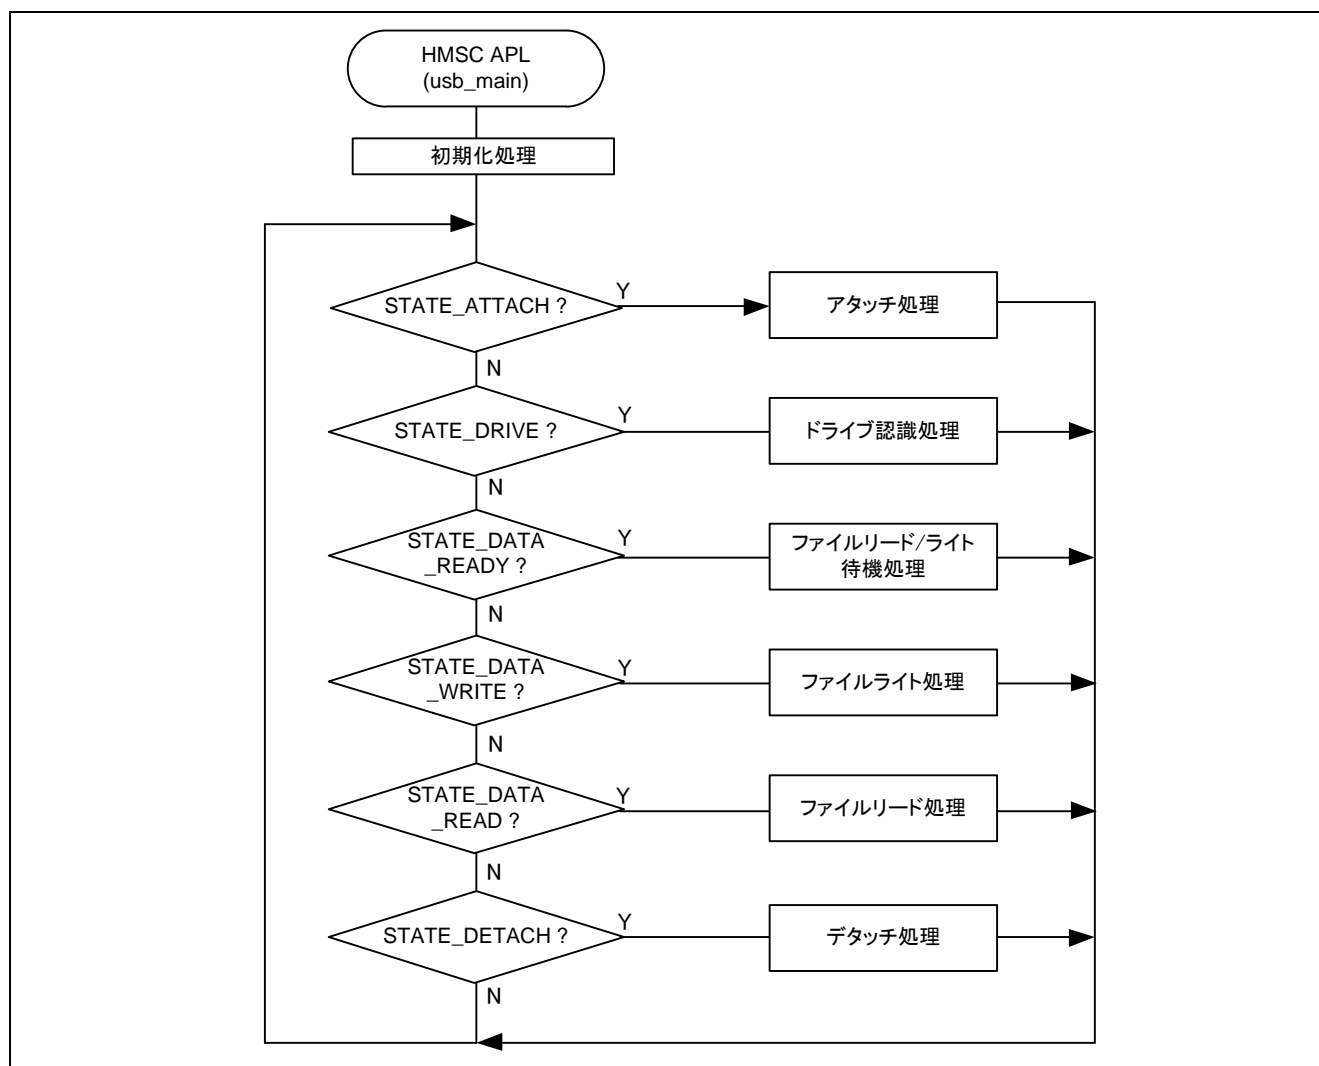 HMSC APL
(usb_main)
初期化処理
STATE_ATTACH ?
Y
アタッチ処理
N
STATE_DRIVE ?
Y
ドライブ認識処理
N
STATE_DATA
_READY ?
Y
ファイルリード/ライト
待機処理
N
STATE_DATA
_WRITE ?
Y
ファイルライト処理
N
STATE_DATA
_READ ?
Y
ファイルリード処理
N
STATE_DETACH ?
Y
デタッチ処理
N